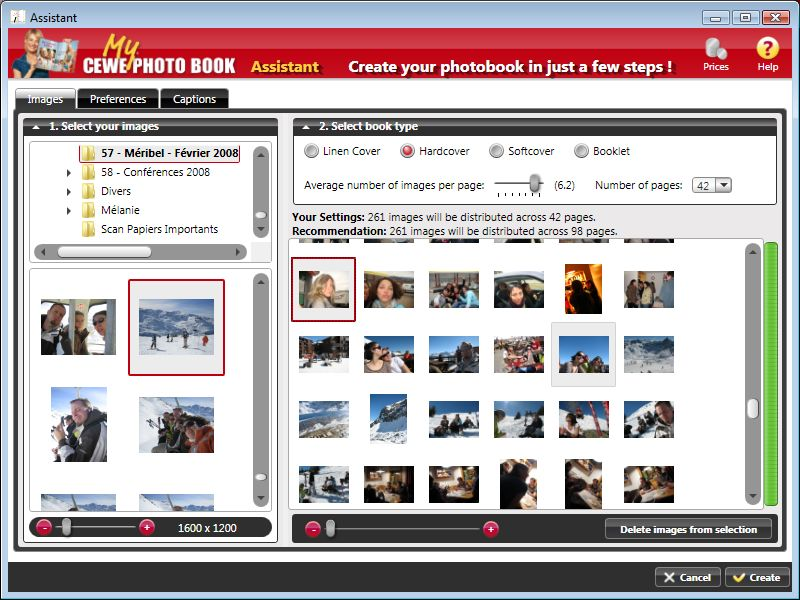 Assistant
My
CEWE PHOTO BOOK
Assistant
Create your photobook in just a few steps !
Prices
Help
Images
Preferences
Captions
1. Select your images
57 - Méribel - Février 2008
58 - Conférences 2008
Divers
Mélanie
Scan Papiers Importants
1600 x 1200
2. Select book type
Linen Cover
Hardcover
Softcover
Booklet
Average number of images per page:
(6.2)
Number of pages:
42
Your Settings: 261 images will be distributed across 42 pages.
Recommendation: 261 images will be distributed across 98 pages.
Delete images from selection
Cancel
Create